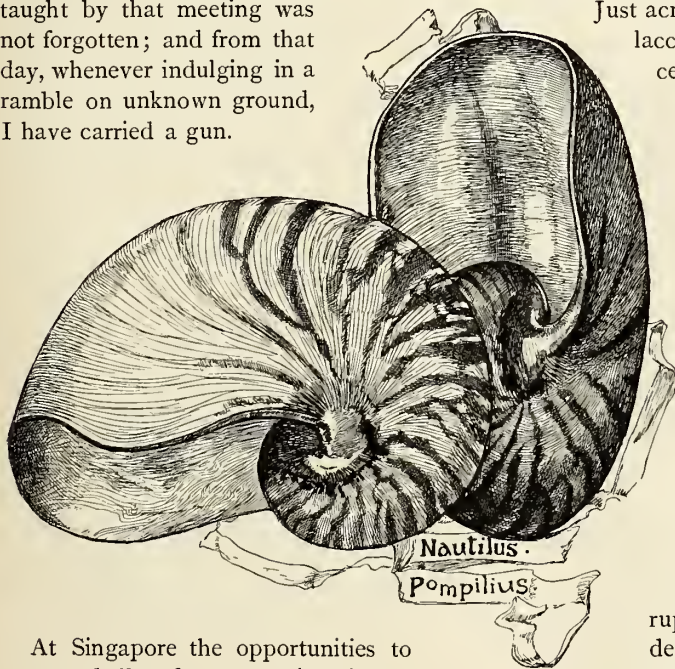 taught by that meeting was
not forgotten; and from that
day, whenever indulging in a
ramble on unknown ground,
I have carried a gun.
Just
Nautilus.
Pompilius.
At Singapore the opportunities to